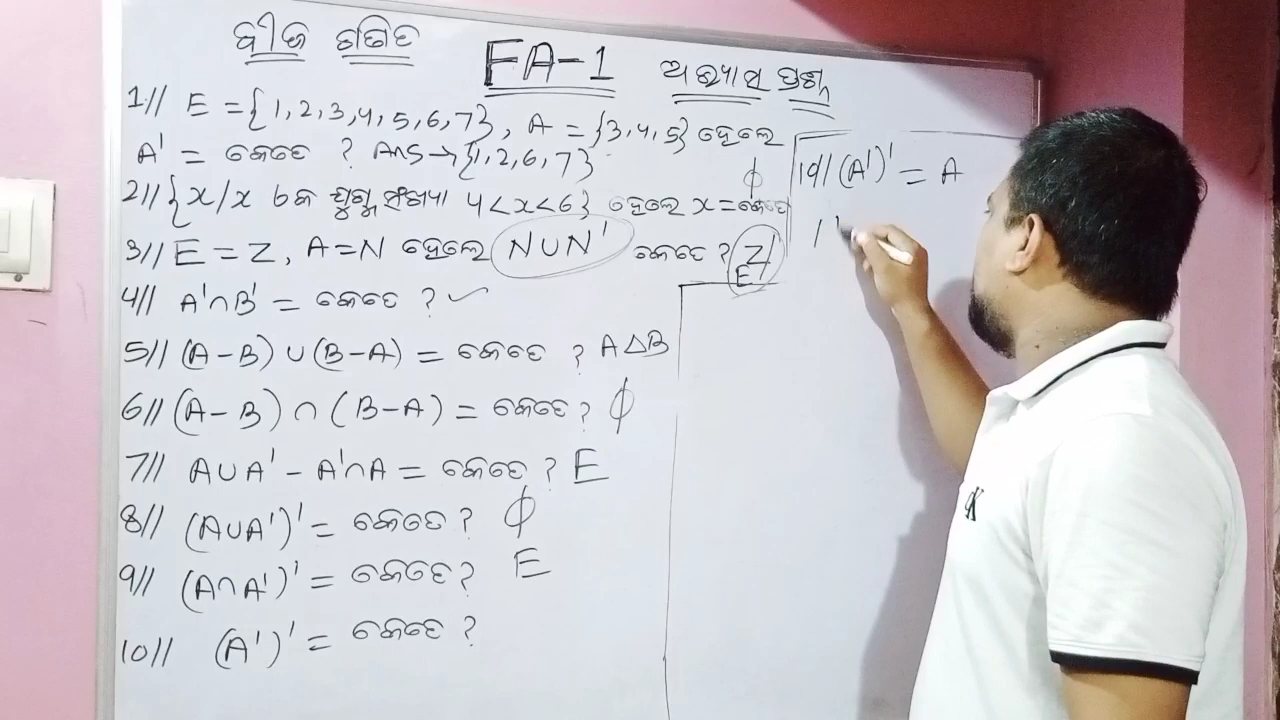 ବୀଜ ଗଣିତ
FA-1
ଅଭ୍ୟାସ ପ୍ରଶ୍ନ
1// E = {1,2,3,4,5,6,7}, A = {3,4,5} ହେଲେ
A' = କେତେ ? Ans→{1,2,6,7}
2// {x/x ଏକ ଯୁଗ୍ମ ସଂଖ୍ୟା 4<x<6} ହେଲେ x = କେତେ ϕ
3// E = Z, A = N ହେଲେ N∪N' କେତେ ? Z E
4// A'∩B' = କେତେ ? ✓
5// (A-B) ∪ (B-A) = କେତେ ? A△B
6// (A-B) ∩ (B-A) = କେତେ ? ϕ
7// A∪A' - A'∩A = କେତେ ? E
8// (A∪A')' = କେତେ ? ϕ
9// (A∩A')' = କେତେ ? E
10// (A')' = କେତେ ?
10// (A')' = A